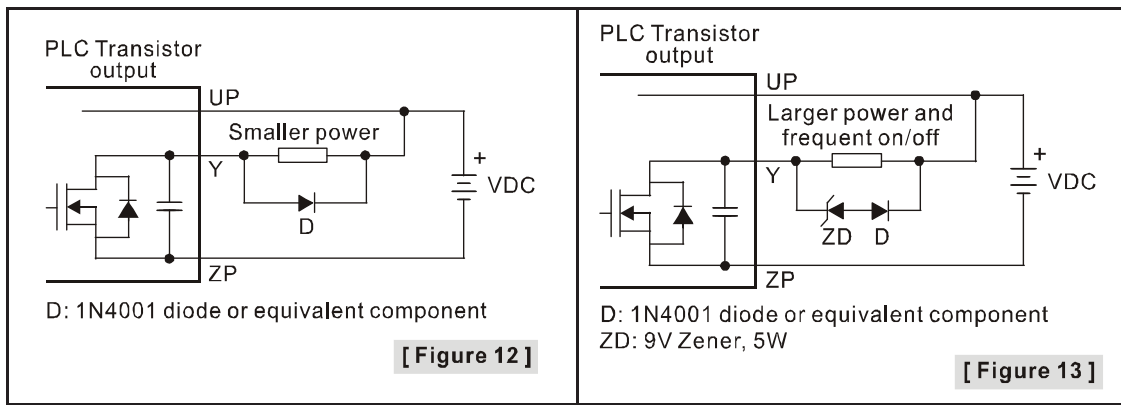 PLC Transistor
output
UP
Smaller power
Y
+
VDC
D
ZP
D: 1N4001 diode or equivalent component
[ Figure 12 ]
PLC Transistor
output
UP
Larger power and
frequent on/off
Y
+
VDC
ZD D
ZP
D: 1N4001 diode or equivalent component
ZD: 9V Zener, 5W
[ Figure 13 ]